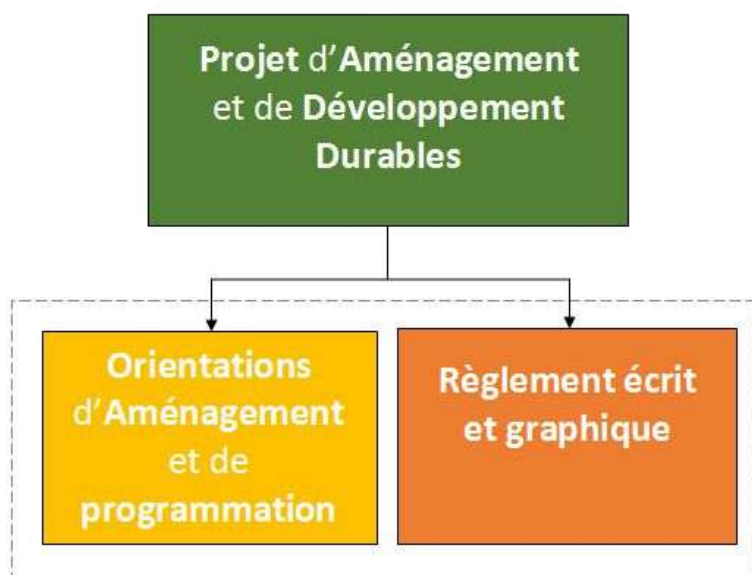 Projet d'Aménagement
et de Développement
Durables
Orientations
d'Aménagement
et de
programmation
Règlement écrit
et graphique